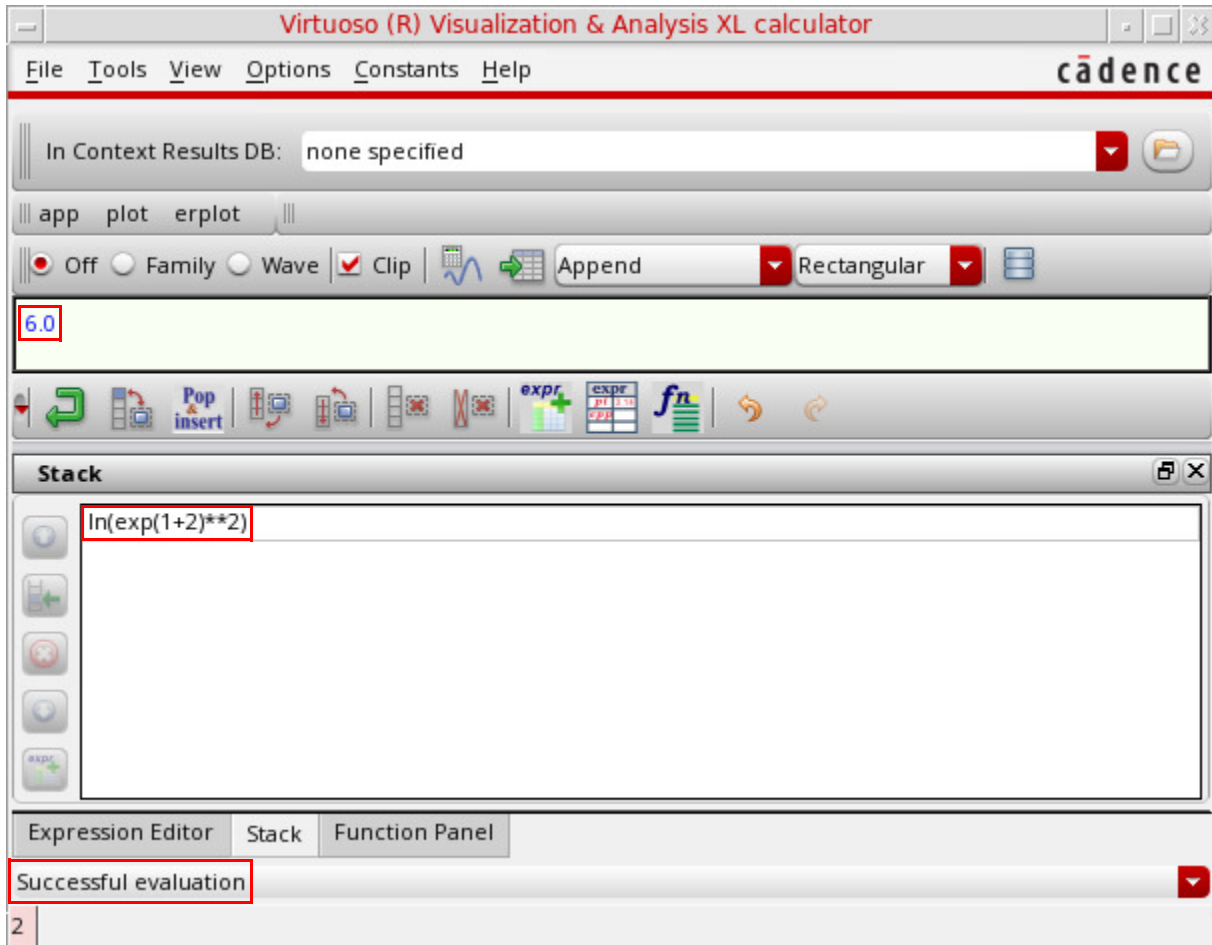 Virtuoso (R) Visualization & Analysis XL calculator
File Tools View Options Constants Help cādence
In Context Results DB: none specified
app plot erplot
Off Family Wave Clip Append Rectangular
6.0
Pop & insert expr expr fn
Stack
ln(exp(1+2)**2)
expr
Expression Editor Stack Function Panel
Successful evaluation
2